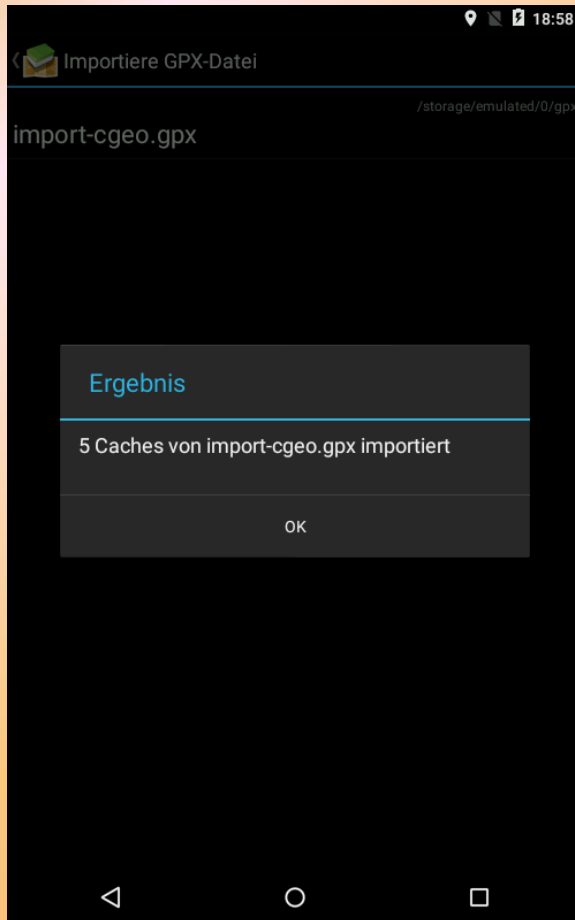 18:58
Importiere GPX-Datei
/storage/emulated/0/gpx
import-cgeo.gpx
Ergebnis
5 Caches von import-cgeo.gpx importiert
OK